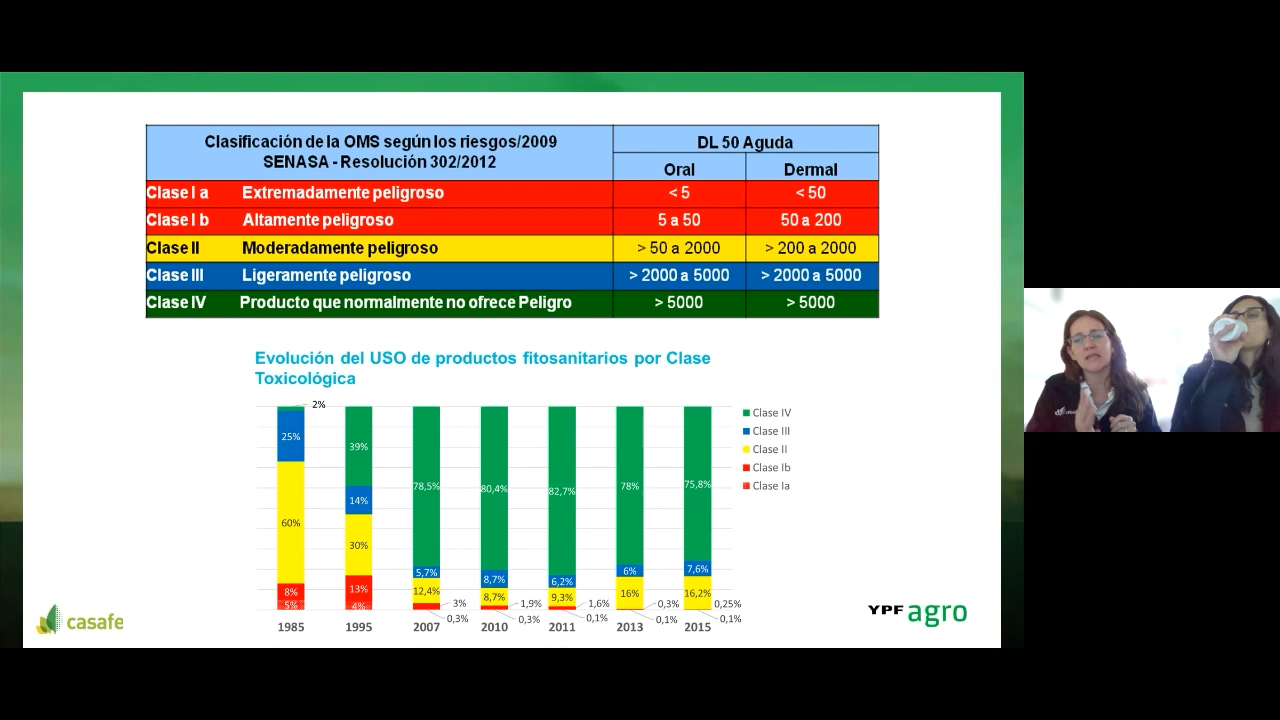 Clasificación de la OMS según los riesgos/2009
SENASA - Resolución 302/2012
DL 50 Aguda
Oral Dermal
Clase I a Extremadamente peligroso < 5 < 50
Clase I b Altamente peligroso 5 a 50 50 a 200
Clase II Moderadamente peligroso > 50 a 2000 > 200 a 2000
Clase III Ligeramente peligroso > 2000 a 5000 > 2000 a 5000
Clase IV Producto que normalmente no ofrece Peligro > 5000 > 5000
Evolución del USO de productos fitosanitarios por Clase
Toxicológica
2%
25%
60%
8%
5%
39%
14%
30%
13%
4%
78,5%
5,7%
12,4%
3%
0,3%
80,4%
8,7%
8,7%
1,9%
0,3%
82,7%
6,2%
9,3%
1,6%
0,1%
78%
6%
16%
0,3%
0,1%
75,8%
7,6%
16,2%
0,25%
0,1%
1985 1995 2007 2010 2011 2013 2015
Clase IV
Clase III
Clase II
Clase Ib
Clase Ia
casafe
YPF agro